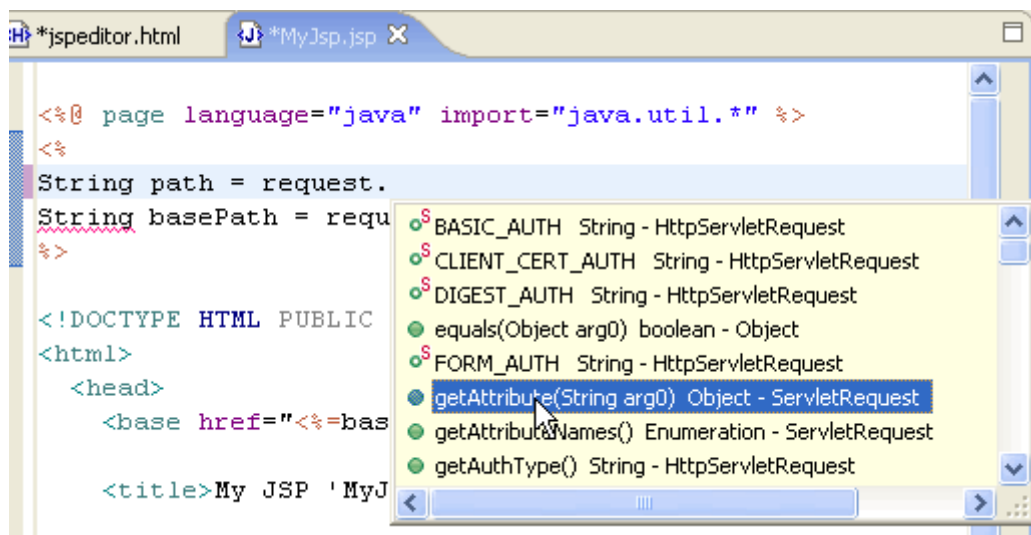 *jspeditor.html *MyJsp.jsp
<%@ page language="java" import="java.util.*" %>
<%
String path = request.
String basePath = requ
%>
<!DOCTYPE HTML PUBLIC
<html>
<head>
<base href="<%=bas
<title>My JSP 'MyJ
BASIC_AUTH String - HttpServletRequest
CLIENT_CERT_AUTH String - HttpServletRequest
DIGEST_AUTH String - HttpServletRequest
equals(Object arg0) boolean - Object
FORM_AUTH String - HttpServletRequest
getAttribute(String arg0) Object - ServletRequest
getAttributeNames() Enumeration - ServletRequest
getAuthType() String - HttpServletRequest